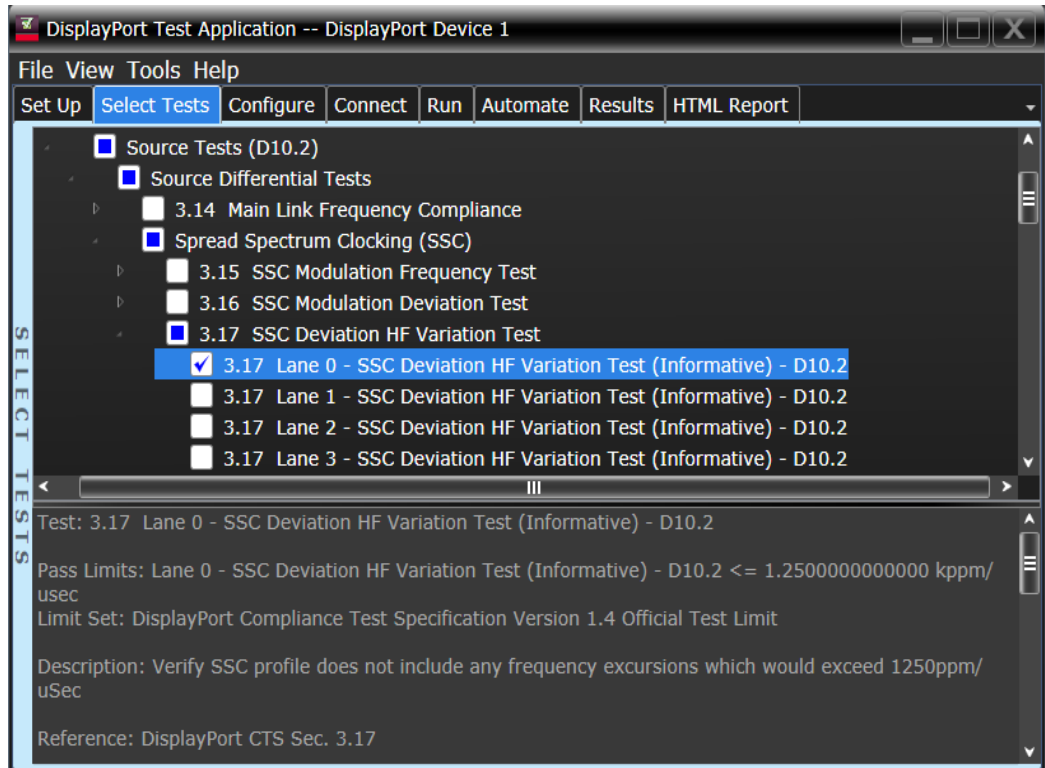 DisplayPort Test Application -- DisplayPort Device 1
File View Tools Help
Set Up Select Tests Configure Connect Run Automate Results HTML Report
Source Tests (D10.2)
Source Differential Tests
3.14 Main Link Frequency Compliance
Spread Spectrum Clocking (SSC)
3.15 SSC Modulation Frequency Test
3.16 SSC Modulation Deviation Test
3.17 SSC Deviation HF Variation Test
3.17 Lane 0 - SSC Deviation HF Variation Test (Informative) - D10.2
3.17 Lane 1 - SSC Deviation HF Variation Test (Informative) - D10.2
3.17 Lane 2 - SSC Deviation HF Variation Test (Informative) - D10.2
3.17 Lane 3 - SSC Deviation HF Variation Test (Informative) - D10.2
SELECT TESTS
Test: 3.17 Lane 0 - SSC Deviation HF Variation Test (Informative) - D10.2
Pass Limits: Lane 0 - SSC Deviation HF Variation Test (Informative) - D10.2 <= 1.2500000000000 kppm/
usec
Limit Set: DisplayPort Compliance Test Specification Version 1.4 Official Test Limit
Description: Verify SSC profile does not include any frequency excursions which would exceed 1250ppm/
uSec
Reference: DisplayPort CTS Sec. 3.17